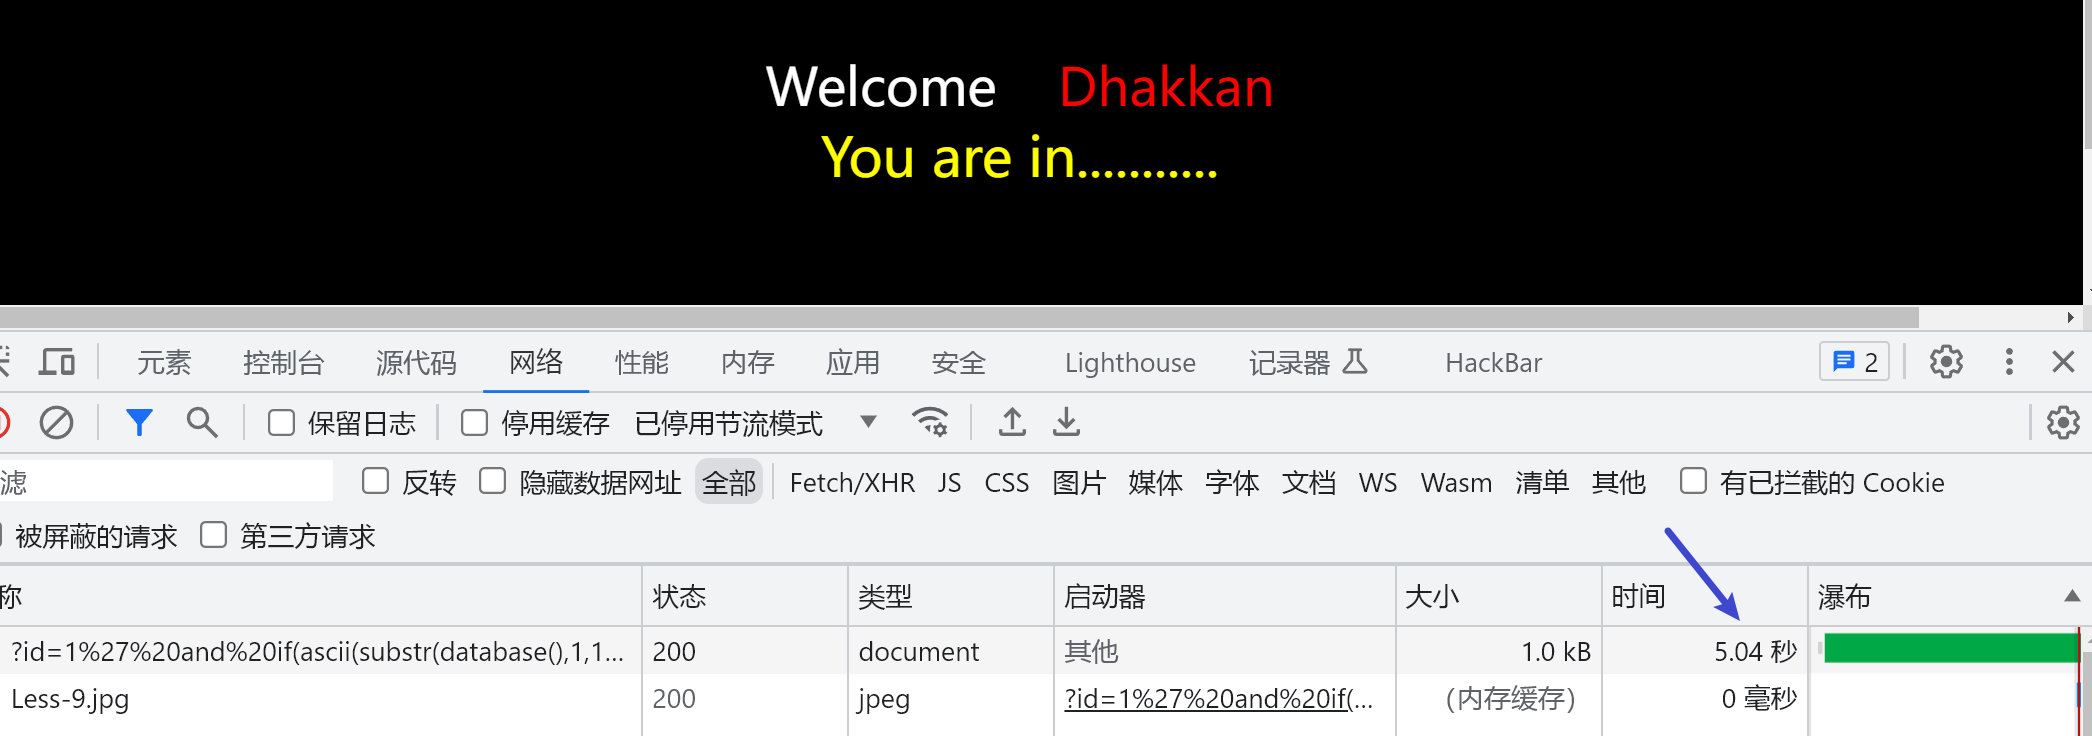 Welcome Dhakkan
You are in...........
元素 控制台 源代码 网络 性能 内存 应用 安全 Lighthouse 记录器 HackBar 2
保留日志 停用缓存 已停用节流模式
滤 反转 隐藏数据网址 全部 Fetch/XHR JS CSS 图片 媒体 字体 文档 WS Wasm 清单 其他 有已拦截的 Cookie
被屏蔽的请求 第三方请求
称 状态 类型 启动器 大小 时间 瀑布
?id=1%27%20and%20if(ascii(substr(database(),1,1... 200 document 其他 1.0 kB 5.04 秒
Less-9.jpg 200 jpeg ?id=1%27%20and%20if(... (内存缓存) 0 毫秒